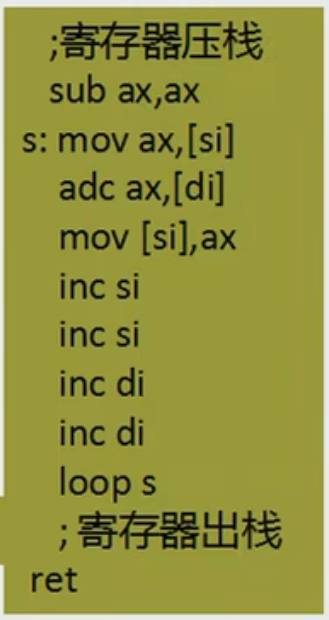 ;寄存器压栈
sub ax,ax
s: mov ax,[si]
adc ax,[di]
mov [si],ax
inc si
inc si
inc di
inc di
loop s
; 寄存器出栈
ret